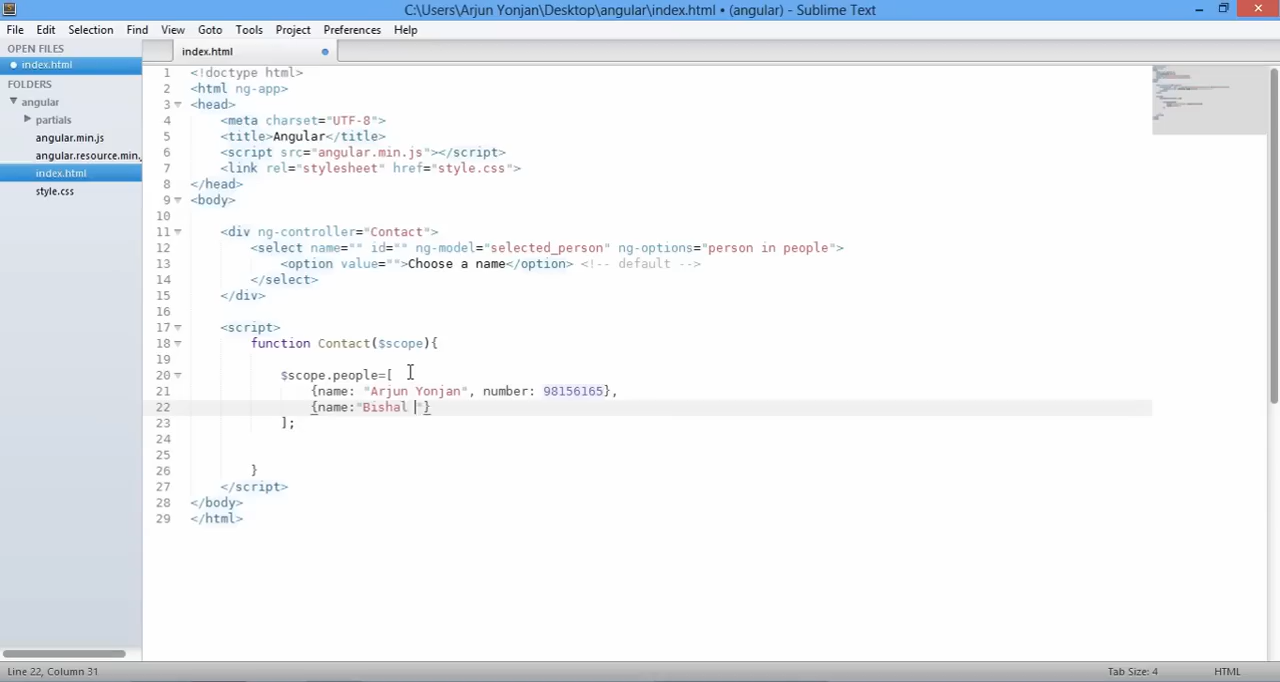 C:\Users\Arjun Yonjan\Desktop\angular\index.html • (angular) - Sublime Text
File Edit Selection Find View Goto Tools Project Preferences Help
OPEN FILES
index.html
FOLDERS
angular
partials
angular.min.js
angular.resource.min.
index.html
style.css
index.html
1 <!doctype html>
2 <html ng-app>
3 <head>
4 <meta charset="UTF-8">
5 <title>Angular</title>
6 <script src="angular.min.js"></script>
7 <link rel="stylesheet" href="style.css">
8 </head>
9 <body>
10
11 <div ng-controller="Contact">
12 <select name="" id="" ng-model="selected_person" ng-options="person in people">
13 <option value="">Choose a name</option> <!-- default -->
14 </select>
15 </div>
16
17 <script>
18 function Contact($scope){
19
20 $scope.people=[
21 {name: "Arjun Yonjan", number: 98156165},
22 {name:"Bishal "}
23 ];
24
25
26 }
27 </script>
28 </body>
29 </html>
Line 22, Column 31 Tab Size: 4 HTML